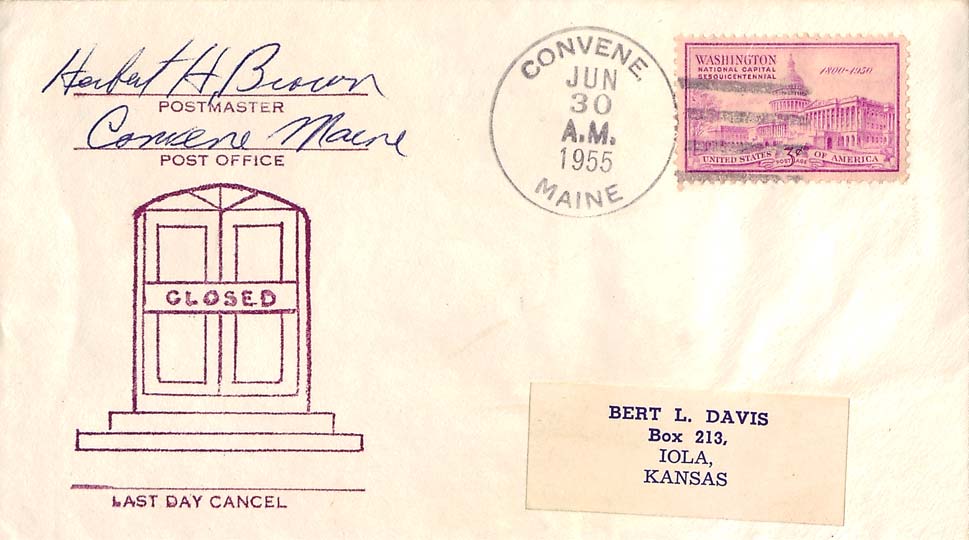 Herbert H. Brown
POSTMASTER
Convene Maine
POST OFFICE
CLOSED
LAST DAY CANCEL
CONVENE,
JUN
30
A.M.
1955
MAINE
WASHINGTON
NATIONAL CAPITAL
SESQUICENTENNIAL
1800-1950
UNITED STATES 3¢ OF AMERICA
POSTAGE
BERT L. DAVIS
Box 213,
IOLA,
KANSAS